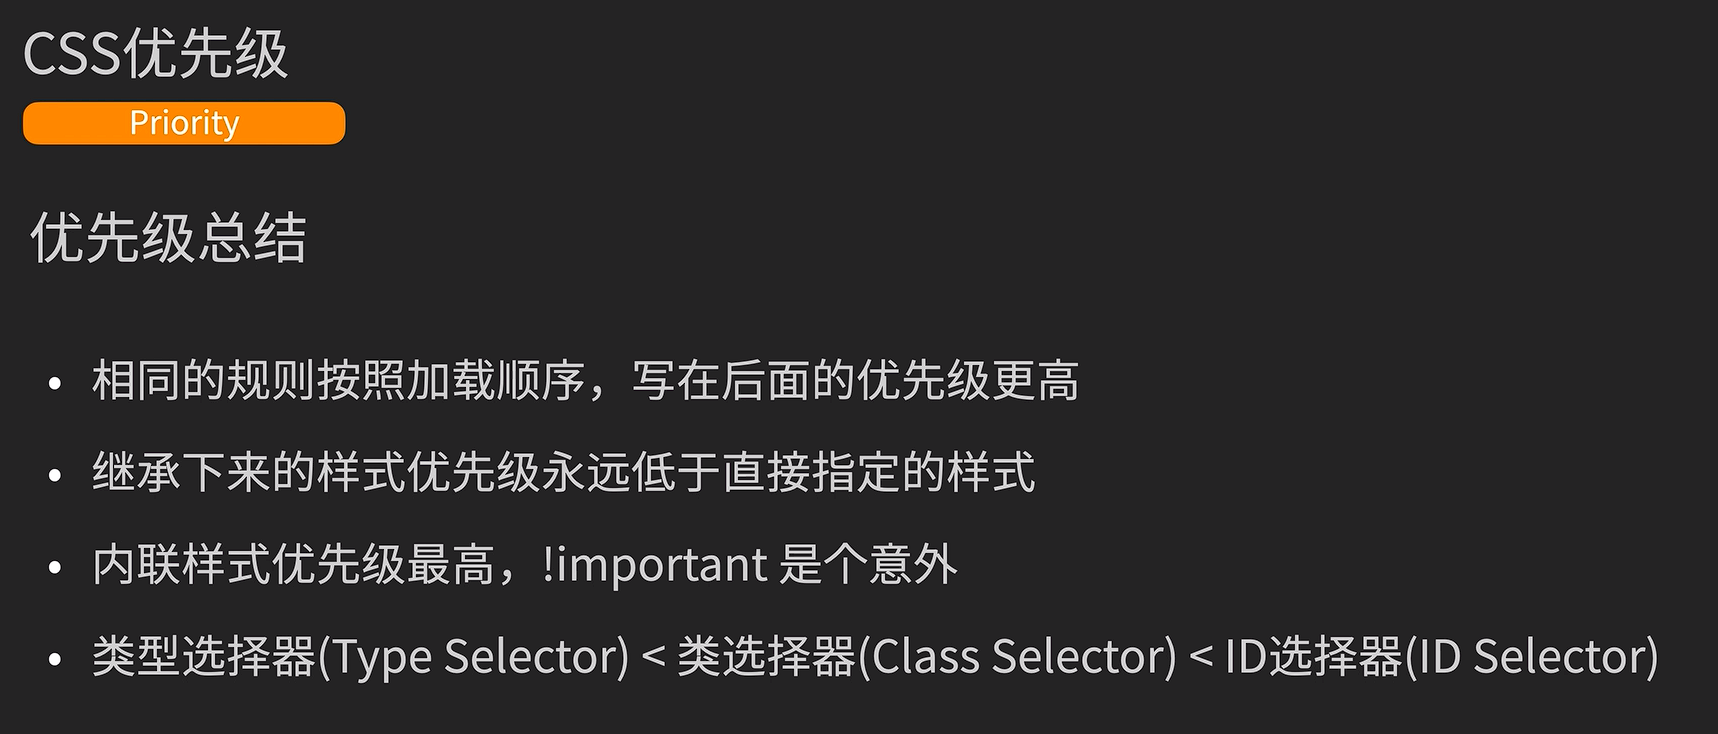 CSS优先级
Priority
优先级总结
• 相同的规则按照加载顺序，写在后面的优先级更高
• 继承下来的样式优先级永远低于直接指定的样式
• 内联样式优先级最高，!important 是个意外
• 类型选择器(Type Selector) < 类选择器(Class Selector) < ID选择器(ID Selector)